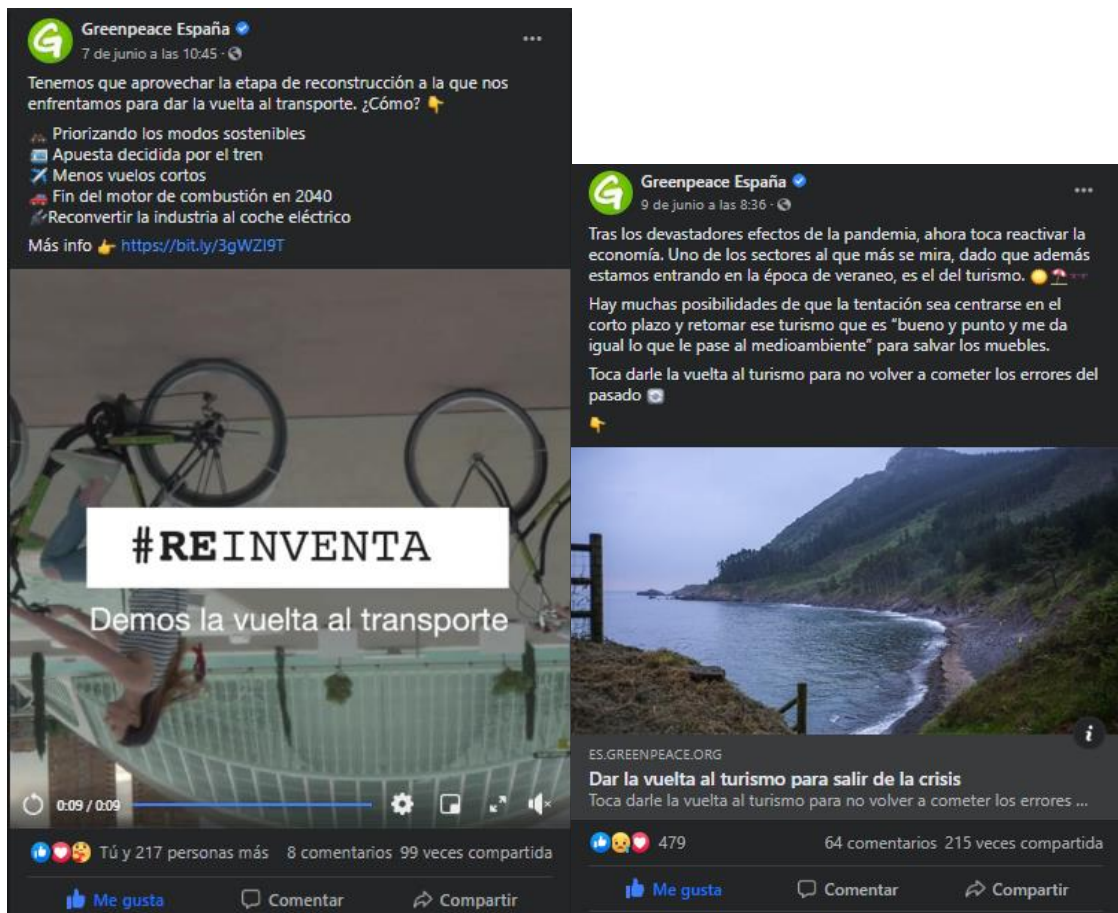 Greenpeace España
7 de junio a las 10:45 ·
Tenemos que aprovechar la etapa de reconstrucción a la que nos
enfrentamos para dar la vuelta al transporte. ¿Cómo? 👇
Priorizando los modos sostenibles
Apuesta decidida por el tren
Menos vuelos cortos
Fin del motor de combustión en 2040
Reconvertir la industria al coche eléctrico
Más info 👉 https://bit.ly/3gWZI9T
#REINVENTA
Demos la vuelta al transporte
0:09 / 0:09
Tú y 217 personas más 8 comentarios 99 veces compartida
Me gusta Comentar Compartir
Greenpeace España
9 de junio a las 8:36 ·
Tras los devastadores efectos de la pandemia, ahora toca reactivar la
economía. Uno de los sectores al que más se mira, dado que además
estamos entrando en la época de veraneo, es el del turismo.
Hay muchas posibilidades de que la tentación sea centrarse en el
corto plazo y retomar ese turismo que es "bueno y punto y me da
igual lo que le pase al medioambiente" para salvar los muebles.
Toca darle la vuelta al turismo para no volver a cometer los errores del
pasado
ES.GREENPEACE.ORG
Dar la vuelta al turismo para salir de la crisis
Toca darle la vuelta al turismo para no volver a cometer los errores ...
479 64 comentarios 215 veces compartida
Me gusta Comentar Compartir